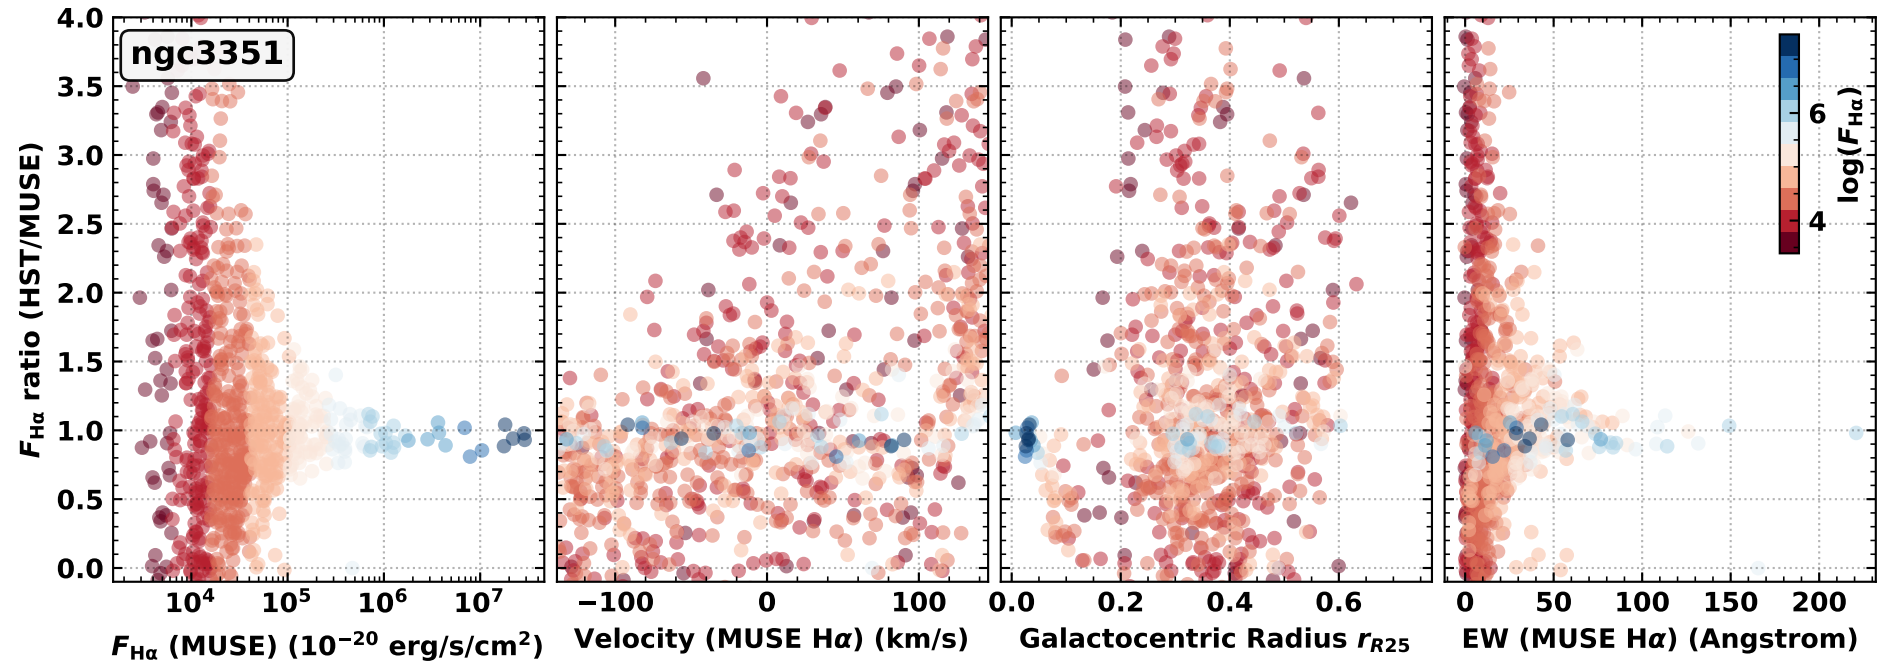 ngc3351
F_Hα ratio (HST/MUSE)
4.0
3.5
3.0
2.5
2.0
1.5
1.0
0.5
0.0
10^4 10^5 10^6 10^7
F_Hα (MUSE) (10^−20 erg/s/cm^2)
−100 0 100
Velocity (MUSE Hα) (km/s)
0.0 0.2 0.4 0.6
Galactocentric Radius r_R25
0 50 100 150 200
EW (MUSE Hα) (Angstrom)
6
4
log(F_Hα)